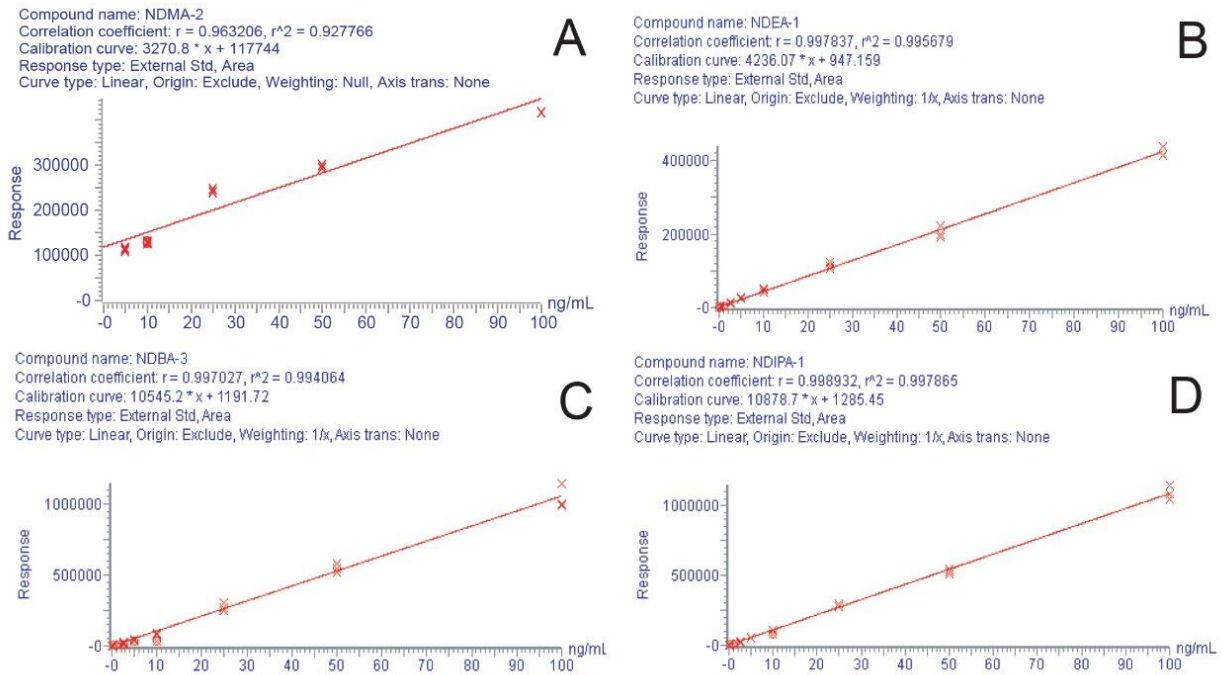 Compound name: NDMA-2
Correlation coefficient: r = 0.963206, r^2 = 0.927766
Calibration curve: 3270.8 * x + 117744
Response type: External Std, Area
Curve type: Linear, Origin: Exclude, Weighting: Null, Axis trans: None
A
Response
300000
200000
100000
-0
-0 10 20 30 40 50 60 70 80 90 100
ng/mL
Compound name: NDEA-1
Correlation coefficient: r = 0.997837, r^2 = 0.995679
Calibration curve: 4236.07 * x + 947.159
Response type: External Std, Area
Curve type: Linear, Origin: Exclude, Weighting: 1/x, Axis trans: None
B
Response
400000
200000
-0
-0 10 20 30 40 50 60 70 80 90 100
ng/mL
Compound name: NDBA-3
Correlation coefficient: r = 0.997027, r^2 = 0.994064
Calibration curve: 10545.2 * x + 1191.72
Response type: External Std, Area
Curve type: Linear, Origin: Exclude, Weighting: 1/x, Axis trans: None
C
Response
1000000
500000
-0
-0 10 20 30 40 50 60 70 80 90 100
ng/mL
Compound name: NDIPA-1
Correlation coefficient: r = 0.998932, r^2 = 0.997865
Calibration curve: 10878.7 * x + 1285.45
Response type: External Std, Area
Curve type: Linear, Origin: Exclude, Weighting: 1/x, Axis trans: None
D
Response
1000000
500000
-0
-0 10 20 30 40 50 60 70 80 90 100
ng/mL